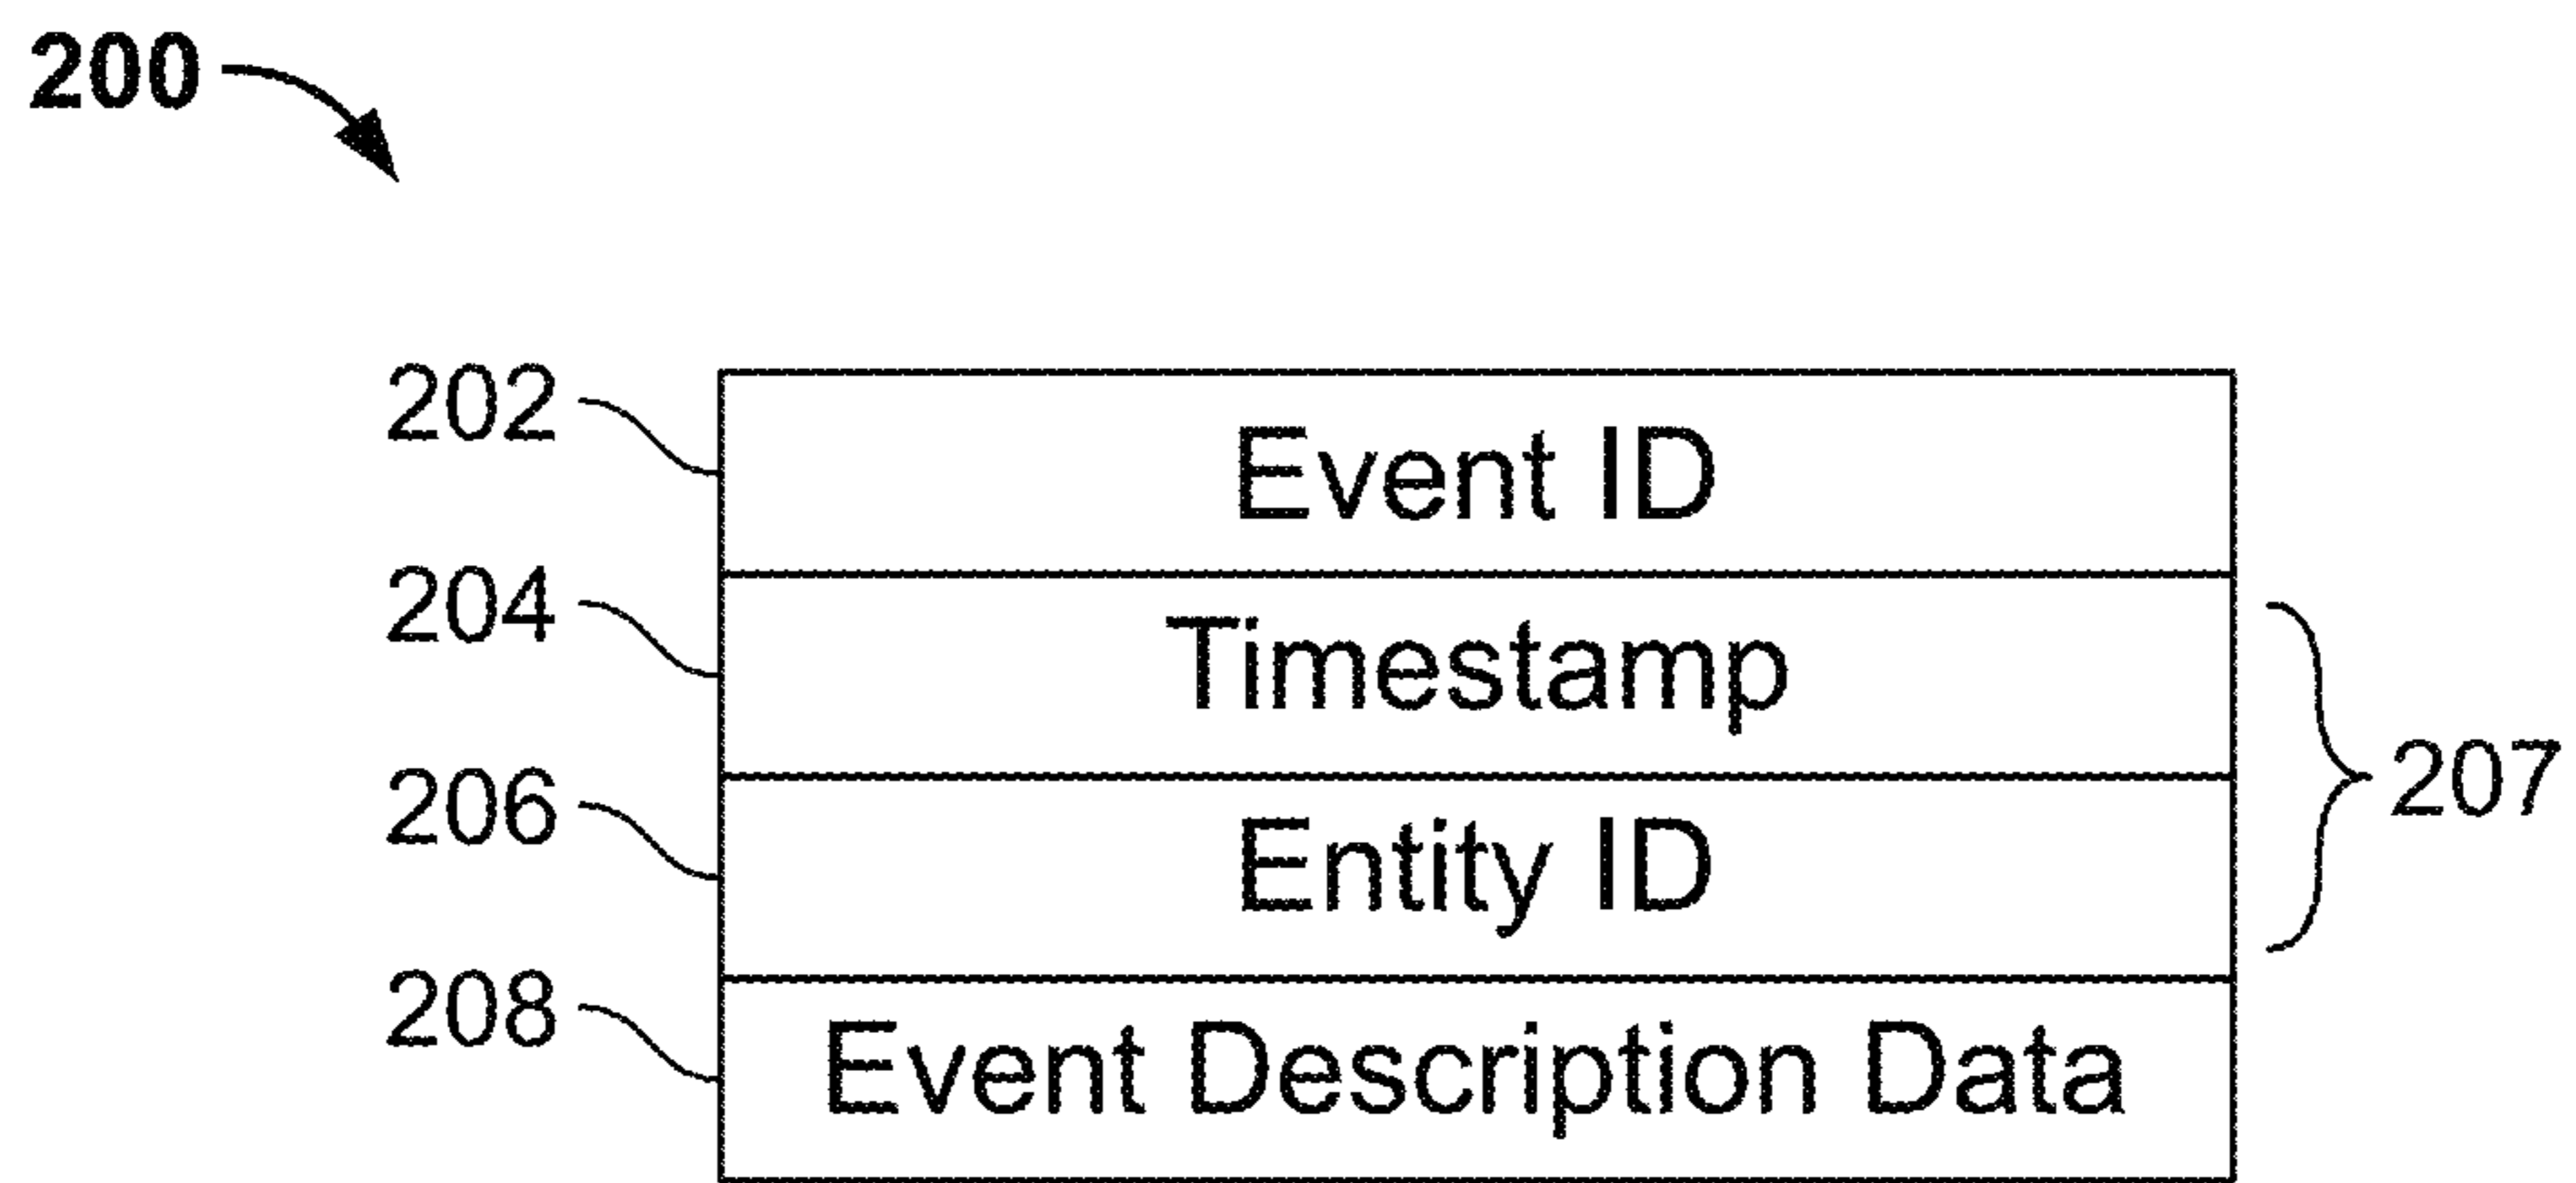 200
202 Event ID
204 Timestamp
206 Entity ID
207
208 Event Description Data